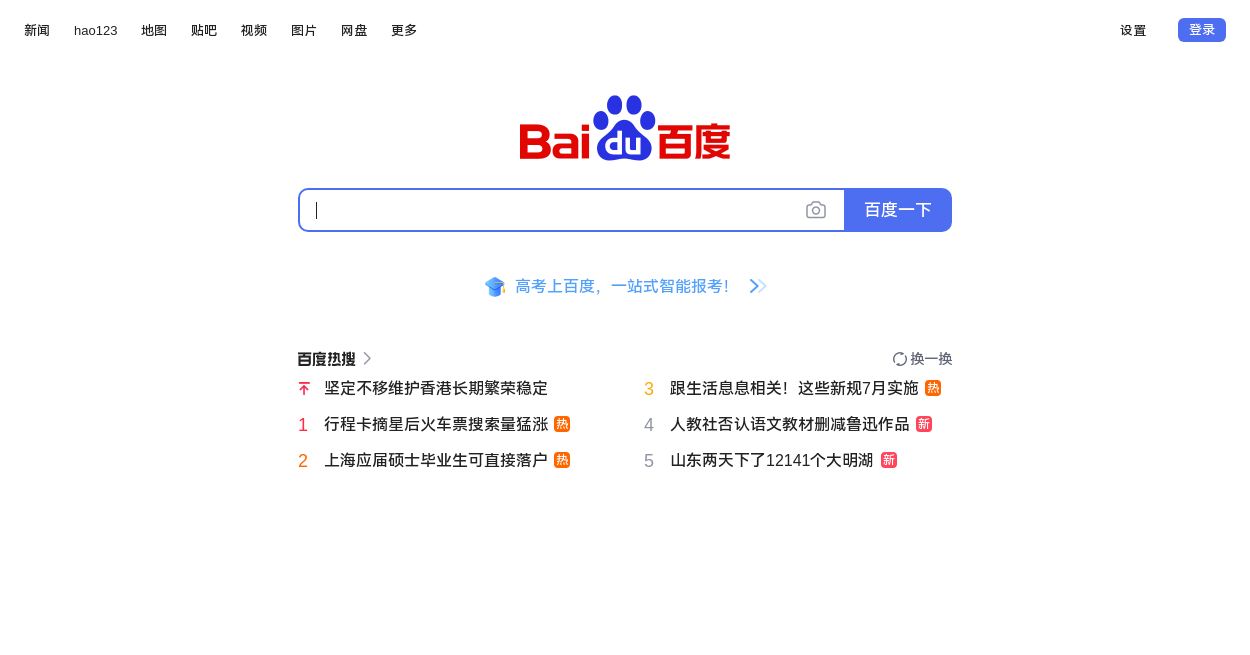 新闻 hao123 地图 贴吧 视频 图片 网盘 更多 设置 登录
Bai du 百度
百度一下
高考上百度，一站式智能报考！
百度热搜 换一换
坚定不移维护香港长期繁荣稳定
3 跟生活息息相关！这些新规7月实施 热
1 行程卡摘星后火车票搜索量猛涨 热
4 人教社否认语文教材删减鲁迅作品 新
2 上海应届硕士毕业生可直接落户 热
5 山东两天下了12141个大明湖 新